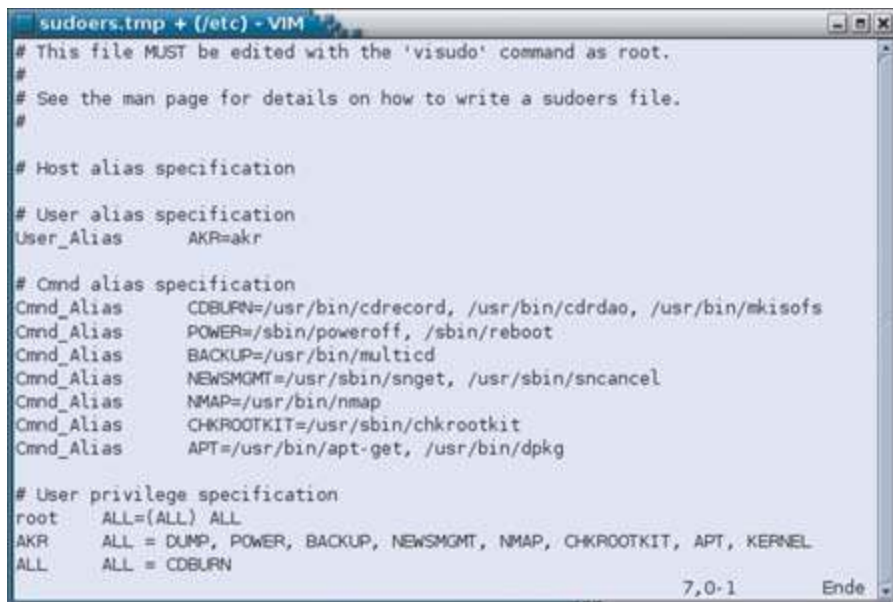 sudoers.tmp + (/etc) - VIM
# This file MUST be edited with the 'visudo' command as root.
#
# See the man page for details on how to write a sudoers file.
#
# Host alias specification
# User alias specification
User_Alias AKR=akr
# Cmnd alias specification
Cmnd_Alias CDBURN=/usr/bin/cdrecord, /usr/bin/cdrdao, /usr/bin/mkisofs
Cmnd_Alias POWER=/sbin/poweroff, /sbin/reboot
Cmnd_Alias BACKUP=/usr/bin/multicd
Cmnd_Alias NEWSMGMT=/usr/sbin/snget, /usr/sbin/sncancel
Cmnd_Alias NMAP=/usr/bin/nmap
Cmnd_Alias CHKROOTKIT=/usr/sbin/chkrootkit
Cmnd_Alias APT=/usr/bin/apt-get, /usr/bin/dpkg
# User privilege specification
root ALL=(ALL) ALL
AKR ALL = DUMP, POWER, BACKUP, NEWSMGMT, NMAP, CHKROOTKIT, APT, KERNEL
ALL ALL = CDBURN
7,0-1 Ende